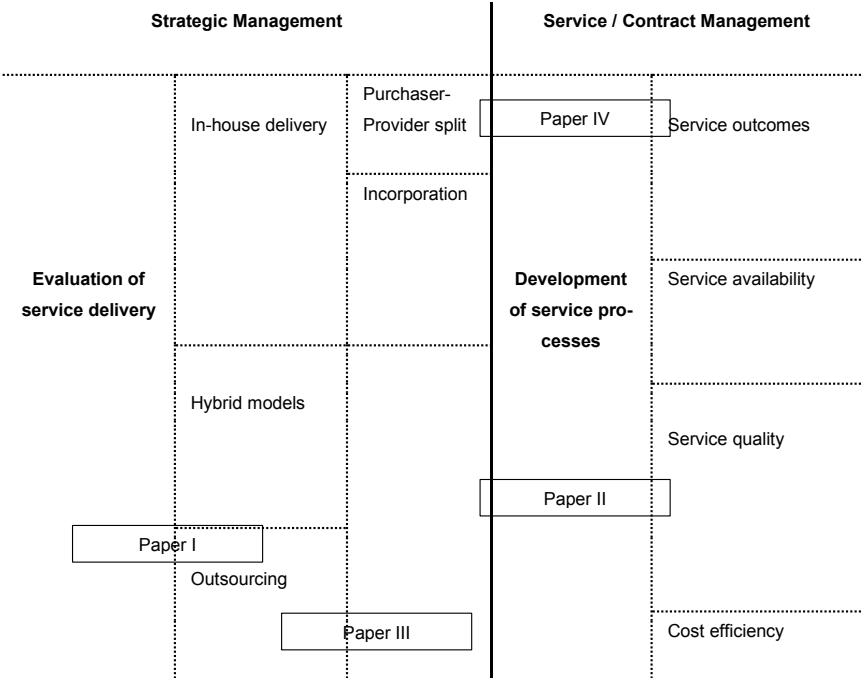 Strategic Management
Service / Contract Management
Purchaser-
Provider split
In-house delivery
Paper IV
Service outcomes
Incorporation
Evaluation of
service delivery
Development
of service pro-
cesses
Service availability
Hybrid models
Service quality
Paper II
Paper I
Outsourcing
Paper III
Cost efficiency